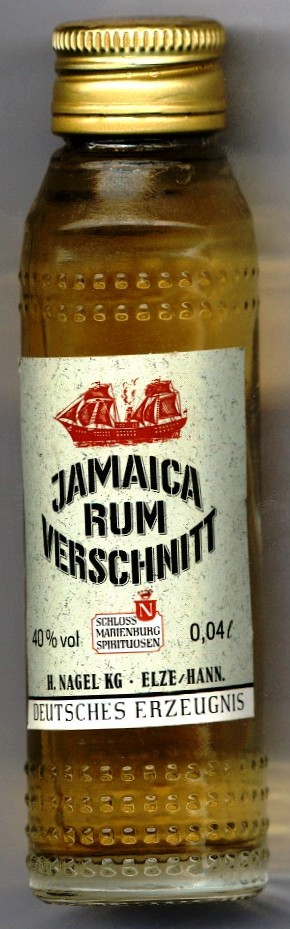 JAMAICA
RUM
VERSCHNITT
N
40% vol
SCHLOSS
MARIENBURG
SPIRITUOSEN
0,04 ℓ
H. NAGEL KG · ELZE/HANN.
DEUTSCHES ERZEUGNIS